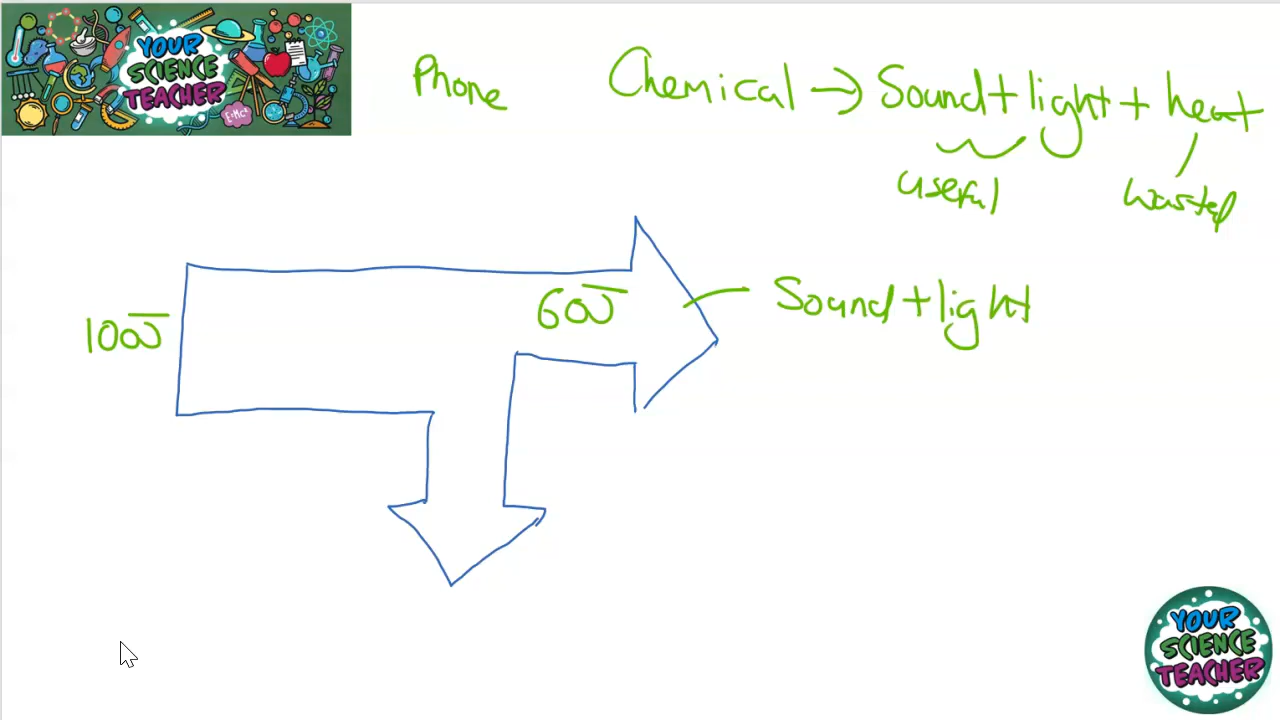 YOUR
SCIENCE
TEACHER
Phone
Chemical → Sound + light + heat
useful
wasted
100J
60J
Sound + light
YOUR
SCIENCE
TEACHER